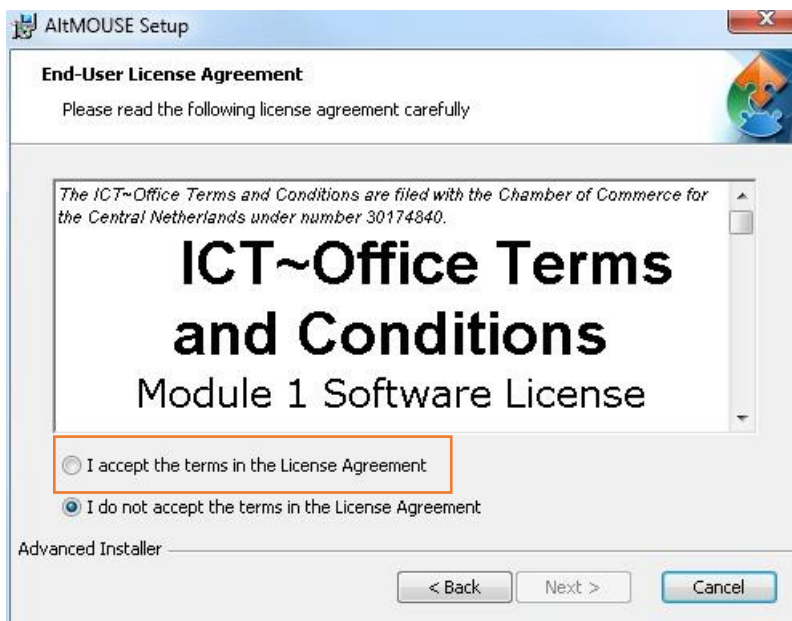 AltMOUSE Setup
End-User License Agreement
Please read the following license agreement carefully
The ICT~Office Terms and Conditions are filed with the Chamber of Commerce for
the Central Netherlands under number 30174840.
ICT~Office Terms
and Conditions
Module 1 Software License
I accept the terms in the License Agreement
I do not accept the terms in the License Agreement
Advanced Installer
< Back
Next >
Cancel